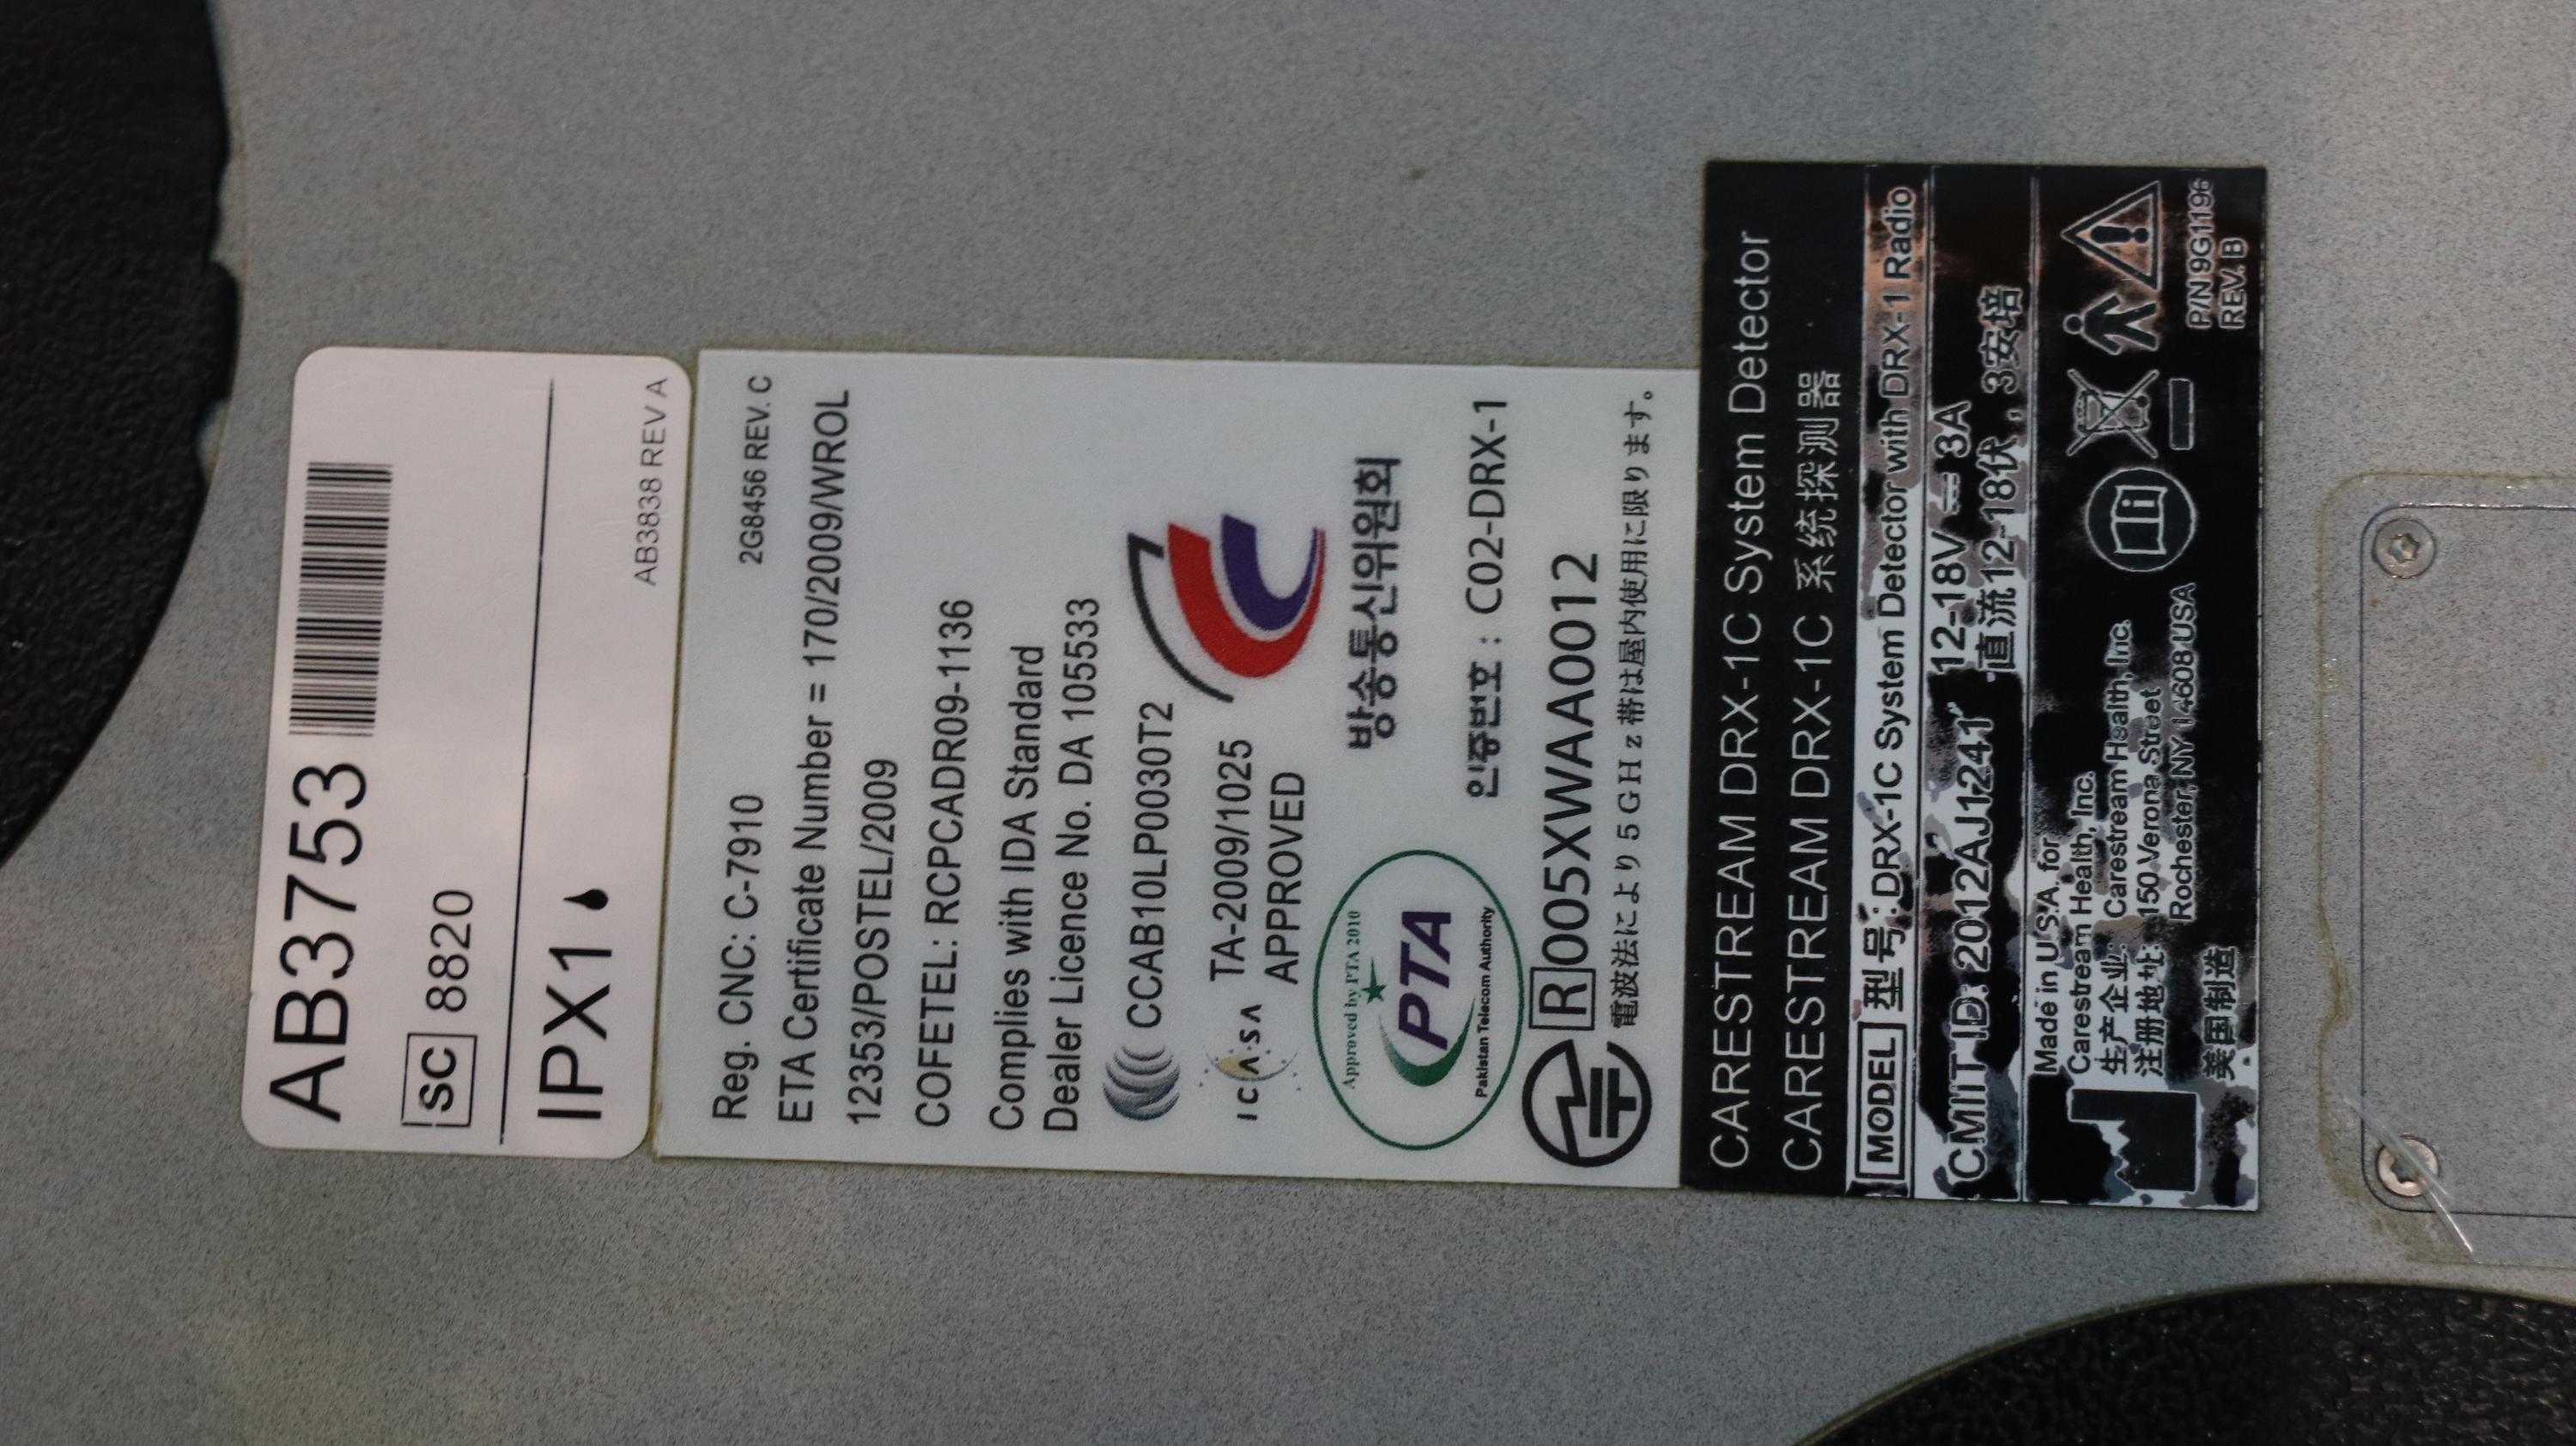 AB3753
SC 8820
IPX1
AB3838 REV A
2G8456 REV. C
Reg. CNC: C-7910
ETA Certificate Number = 170/2009/WROL
12353/POSTEL/2009
COFETEL: RCPCADR09-1136
Complies with IDA Standard
Dealer Licence No. DA 105533
CCAB10LP0030T2
ICASA TA-2009/1025
APPROVED
방송통신위원회
인증번호 : C02-DRX-1
Approved by PTA 2010
PTA
Pakistan Telecom Authority
R 005XWAA0012
電波法により5GHz帯は屋内使用に限ります。
CARESTREAM DRX-1C System Detector
CARESTREAM DRX-1C 系统探测器
MODEL 型号: DRX-1C System Detector with DRX-1 Radio
CMIIT ID: 2012AJ1241 12-18V⎓ 3A
直流12-18伏, 3安培
Made in U.S.A. for
Carestream Health, Inc.
生产企业: Carestream Health, Inc.
注册地址: 150 Verona Street
Rochester, NY 14608 USA
美国制造
P/N 9G1196
REV. B